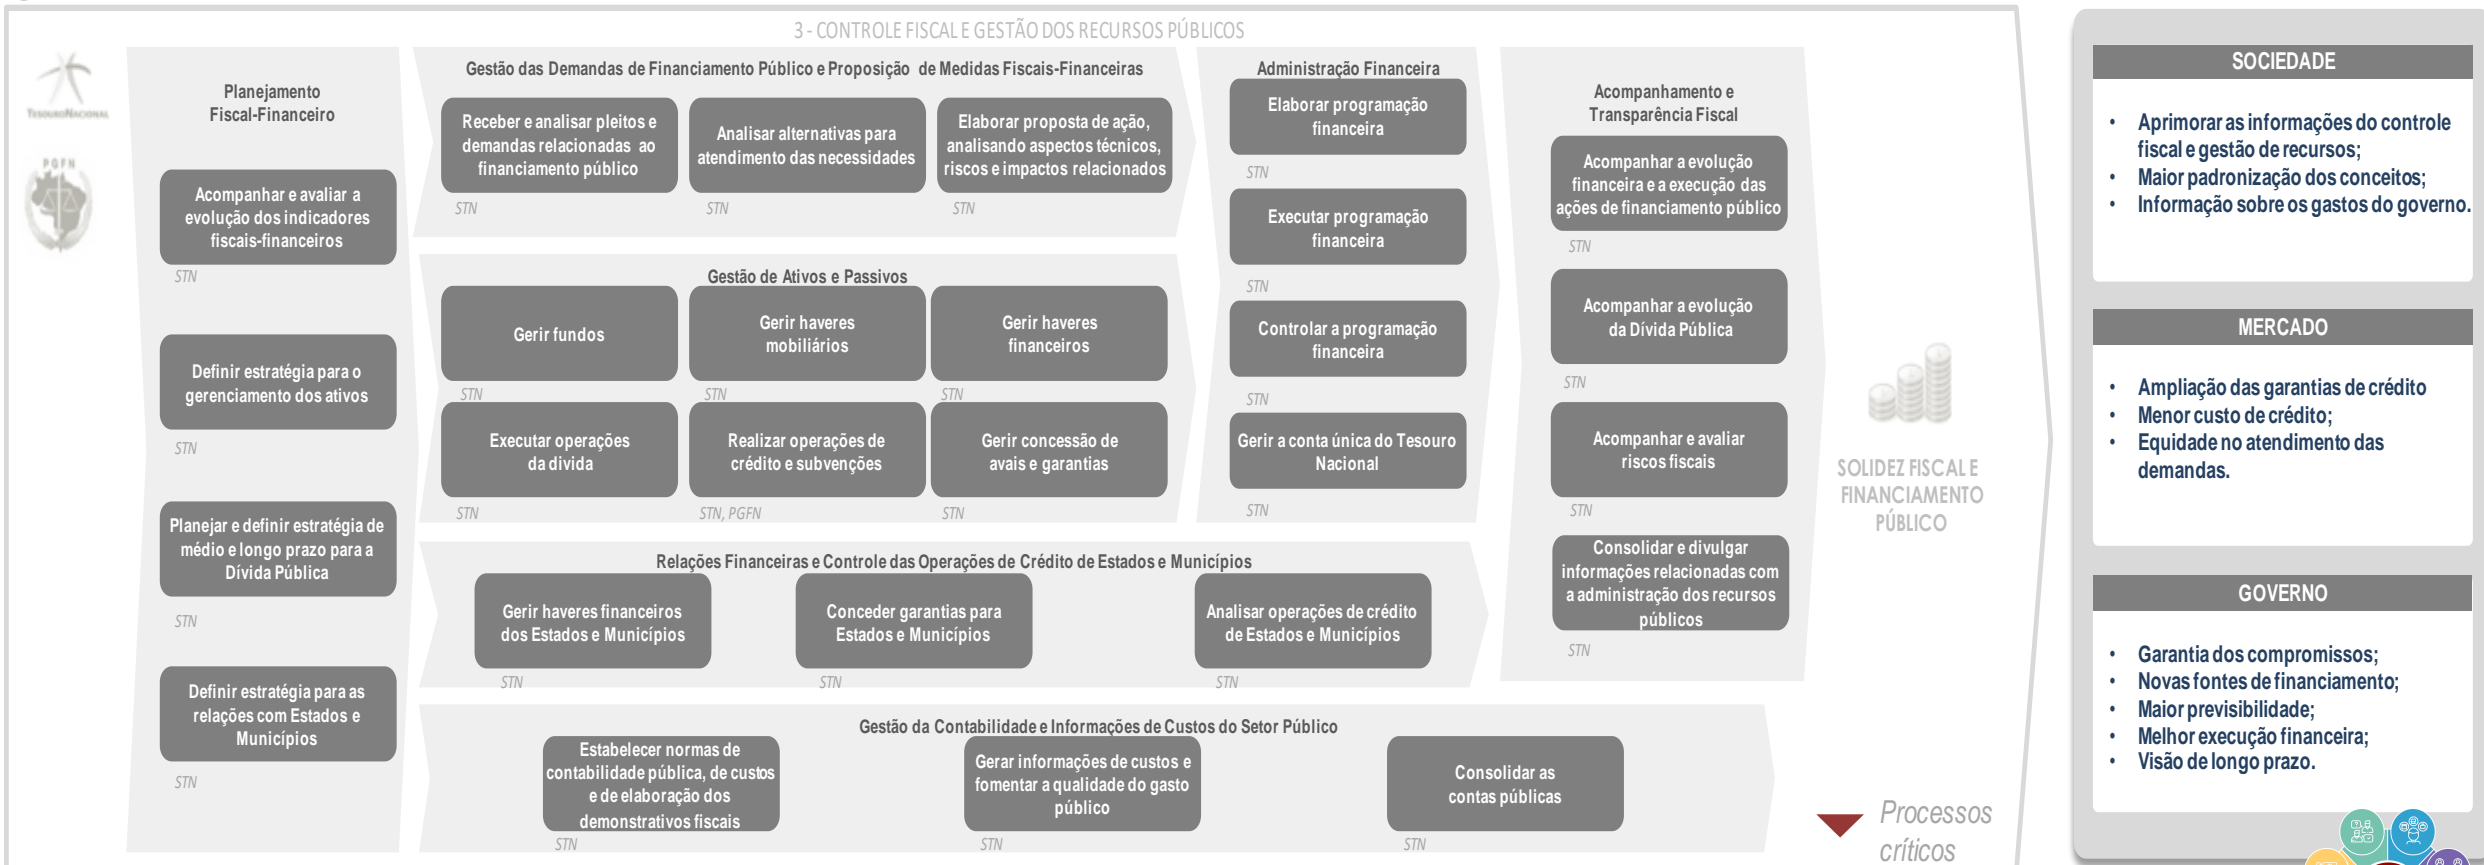 3 - CONTROLE FISCAL E GESTÃO DOS RECURSOS PÚBLICOS
TESOURONACIONAL
PGFN
Planejamento
Fiscal-Financeiro
Acompanhar e avaliar a
evolução dos indicadores
fiscais-financeiros
STN
Definir estratégia para o
gerenciamento dos ativos
STN
Planejar e definir estratégia de
médio e longo prazo para a
Dívida Pública
STN
Definir estratégia para as
relações com Estados e
Municípios
STN
Gestão das Demandas de Financiamento Público e Proposição de Medidas Fiscais-Financeiras
Receber e analisar pleitos e
demandas relacionadas ao
financiamento público
STN
Analisar alternativas para
atendimento das necessidades
STN
Elaborar proposta de ação,
analisando aspectos técnicos,
riscos e impactos relacionados
STN
Gestão de Ativos e Passivos
Gerir fundos
STN
Gerir haveres
mobiliários
STN
Gerir haveres
financeiros
STN
Executar operações
da divida
STN
Realizar operações de
crédito e subvenções
STN, PGFN
Gerir concessão de
avais e garantias
STN
Administração Financeira
Elaborar programação
financeira
STN
Executar programação
financeira
STN
Controlar a programação
financeira
STN
Gerir a conta única do Tesouro
Nacional
STN
Relações Financeiras e Controle das Operações de Crédito de Estados e Municípios
Gerir haveres financeiros
dos Estados e Municípios
STN
Conceder garantias para
Estados e Municípios
STN
Analisar operações de crédito
de Estados e Municípios
STN
Gestão da Contabilidade e Informações de Custos do Setor Público
Estabelecer normas de
contabilidade pública, de custos
e de elaboração dos
demonstrativos fiscais
STN
Gerar informações de custos e
fomentar a qualidade do gasto
público
STN
Consolidar as
contas públicas
STN
Acompanhamento e
Transparência Fiscal
Acompanhar a evolução
financeira e a execução das
ações de financiamento público
STN
Acompanhar a evolução
da Dívida Pública
STN
Acompanhar e avaliar
riscos fiscais
STN
Consolidar e divulgar
informações relacionadas com
a administração dos recursos
públicos
STN
SOLIDEZ FISCAL E
FINANCIAMENTO
PÚBLICO
Processos
críticos
SOCIEDADE
• Aprimorar as informações do controle
fiscal e gestão de recursos;
• Maior padronização dos conceitos;
• Informação sobre os gastos do governo.
MERCADO
• Ampliação das garantias de crédito
• Menor custo de crédito;
• Equidade no atendimento das
demandas.
GOVERNO
• Garantia dos compromissos;
• Novas fontes de financiamento;
• Maior previsibilidade;
• Melhor execução financeira;
• Visão de longo prazo.